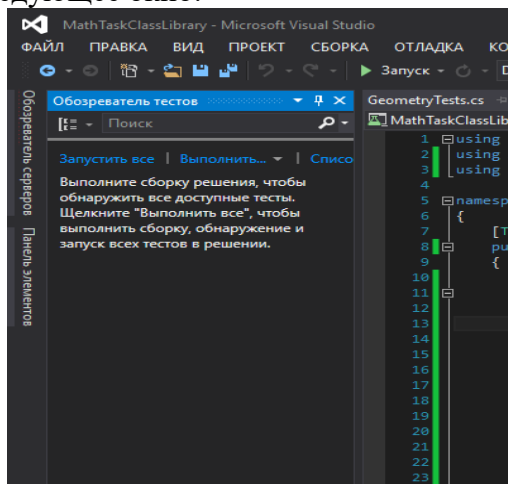 MathTaskClassLibrary - Microsoft Visual Studio
ФАЙЛ ПРАВКА ВИД ПРОЕКТ СБОРКА ОТЛАДКА
Запуск
Обозреватель серверов
Панель элементов
Обозреватель тестов
Поиск
Запустить все | Выполнить... | Списо
Выполните сборку решения, чтобы
обнаружить все доступные тесты.
Щелкните "Выполнить все", чтобы
выполнить сборку, обнаружение и
запуск всех тестов в решении.
GeometryTests.cs
MathTaskClassLib
1 using
2 using
3 using
4
5 namesp
6 {
7 [T
8 pu
9 {
10
11
12
13
14
15
16
17
18
19
20
21
22
23